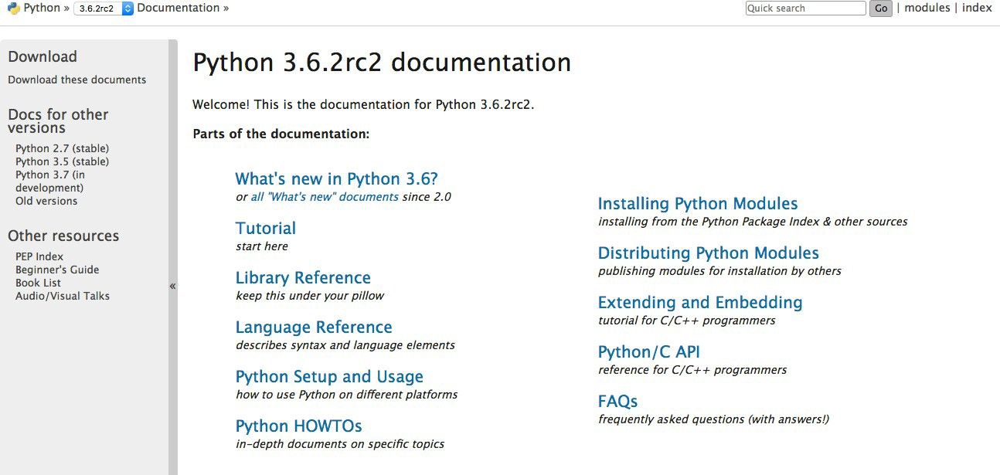 Python » 3.6.2rc2 Documentation » Quick search Go | modules | index
Download
Download these documents
Docs for other
versions
Python 2.7 (stable)
Python 3.5 (stable)
Python 3.7 (in
development)
Old versions
Other resources
PEP Index
Beginner's Guide
Book List
Audio/Visual Talks
«
Python 3.6.2rc2 documentation
Welcome! This is the documentation for Python 3.6.2rc2.
Parts of the documentation:
What's new in Python 3.6?
or all "What's new" documents since 2.0
Tutorial
start here
Library Reference
keep this under your pillow
Language Reference
describes syntax and language elements
Python Setup and Usage
how to use Python on different platforms
Python HOWTOs
in-depth documents on specific topics
Installing Python Modules
installing from the Python Package Index & other sources
Distributing Python Modules
publishing modules for installation by others
Extending and Embedding
tutorial for C/C++ programmers
Python/C API
reference for C/C++ programmers
FAQs
frequently asked questions (with answers!)